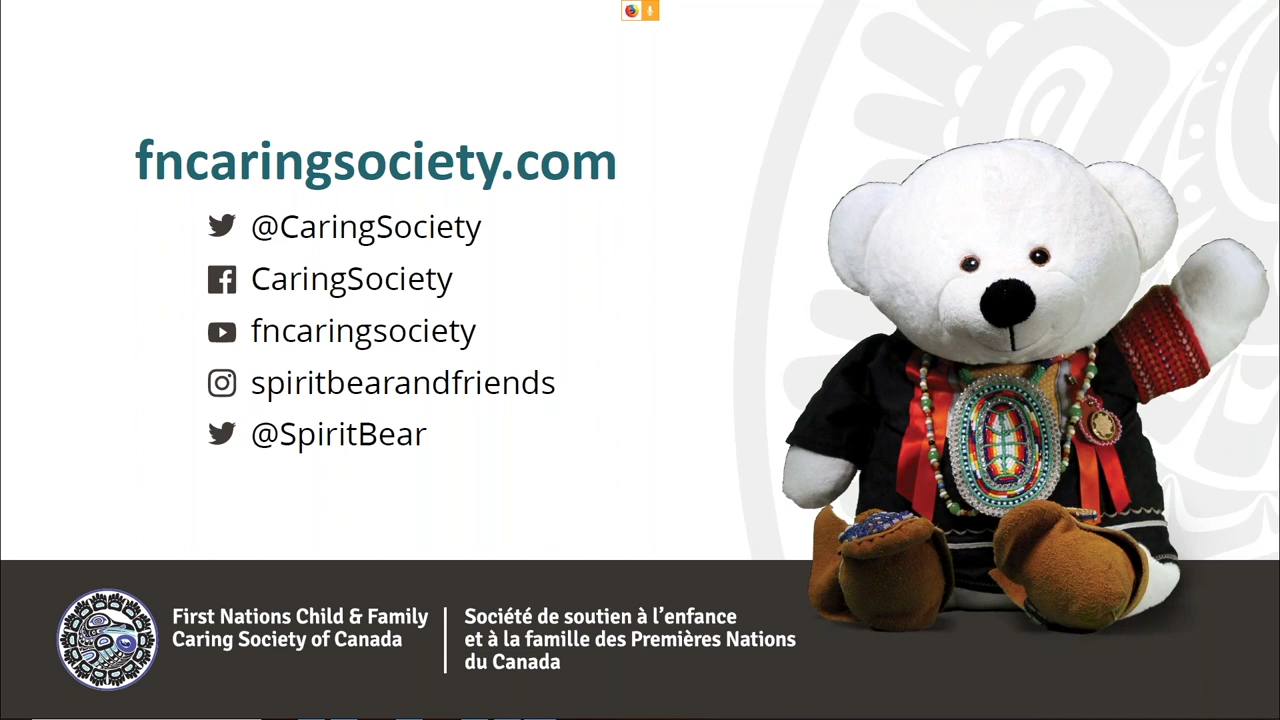 fncaringsociety.com
@CaringSociety
CaringSociety
fncaringsociety
spiritbearandfriends
@SpiritBear
First Nations Child & Family
Caring Society of Canada
Société de soutien à l'enfance
et à la famille des Premières Nations
du Canada